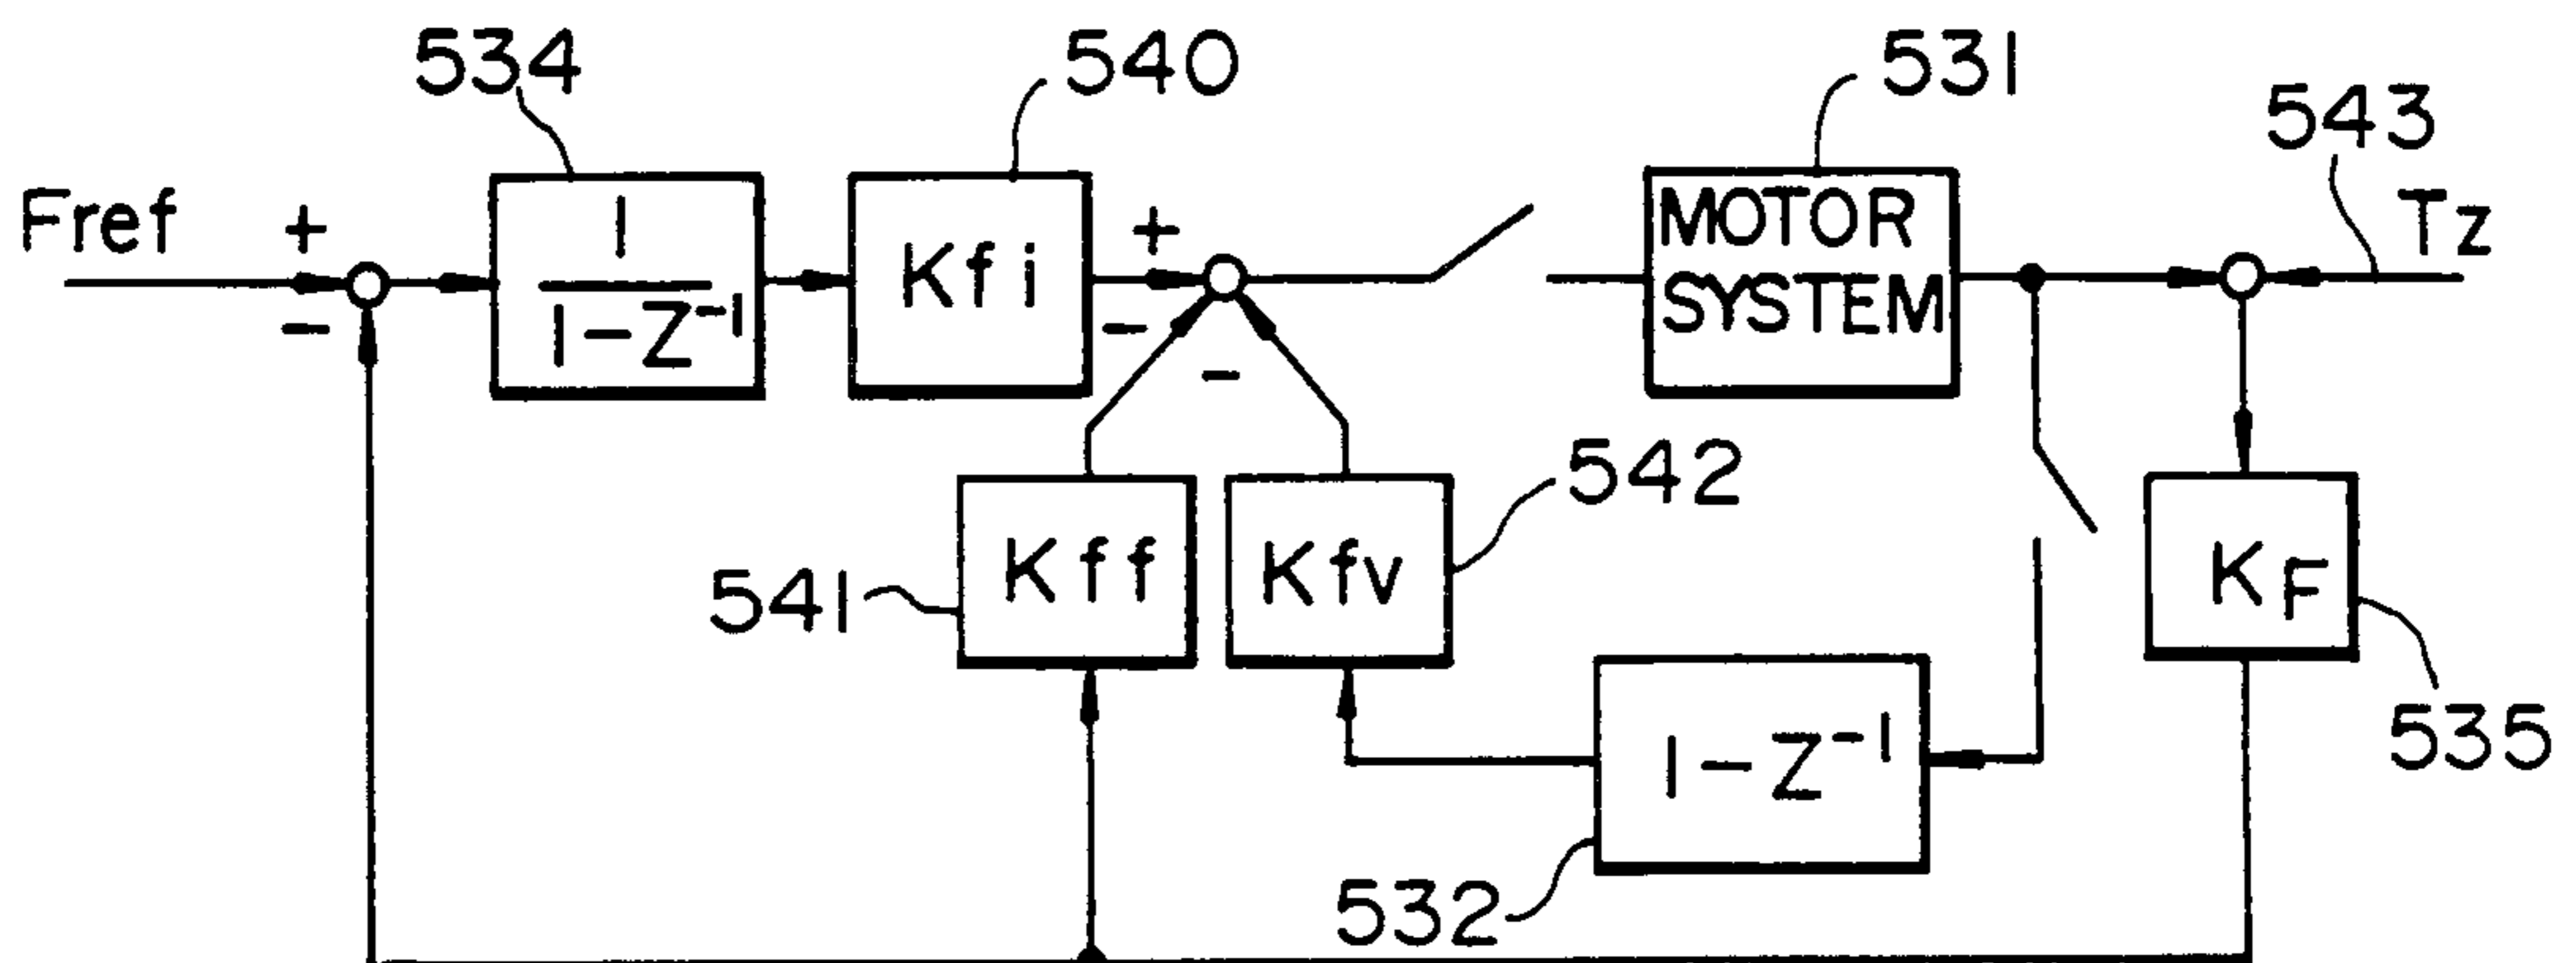 534
540
531
543
Fref
+
-
1
1-Z⁻¹
Kfi
+
-
-
MOTOR
SYSTEM
Tz
541
Kff
Kfv
542
KF
535
1-Z⁻¹
532